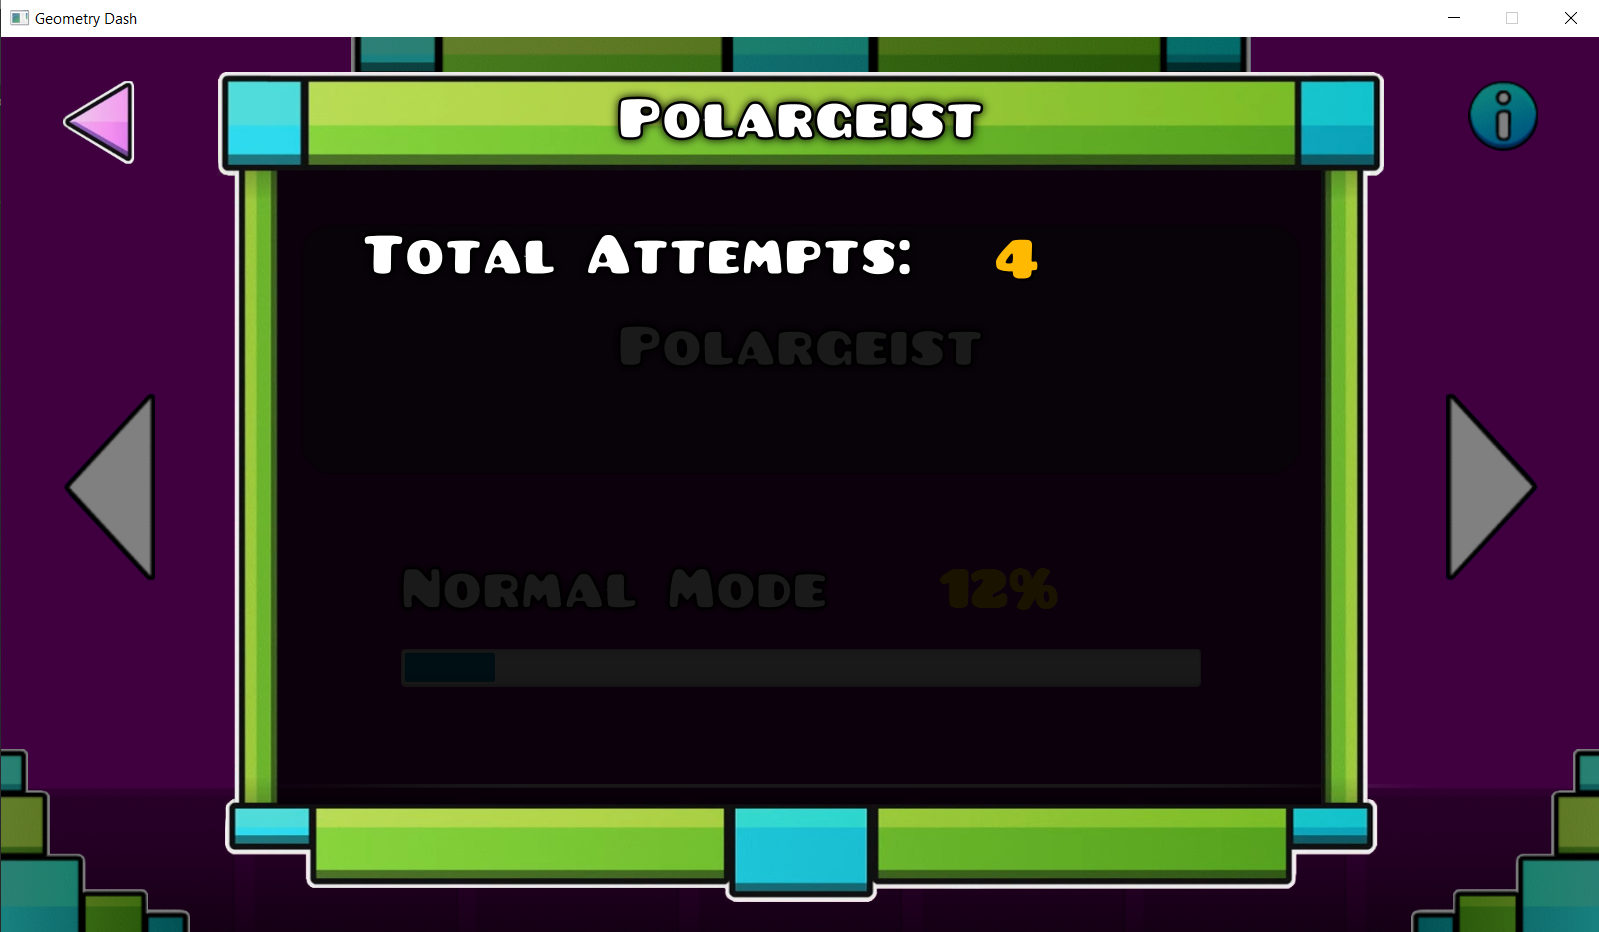 Geometry Dash
Polargeist
Total Attempts: 4
Polargeist
Normal Mode 12%